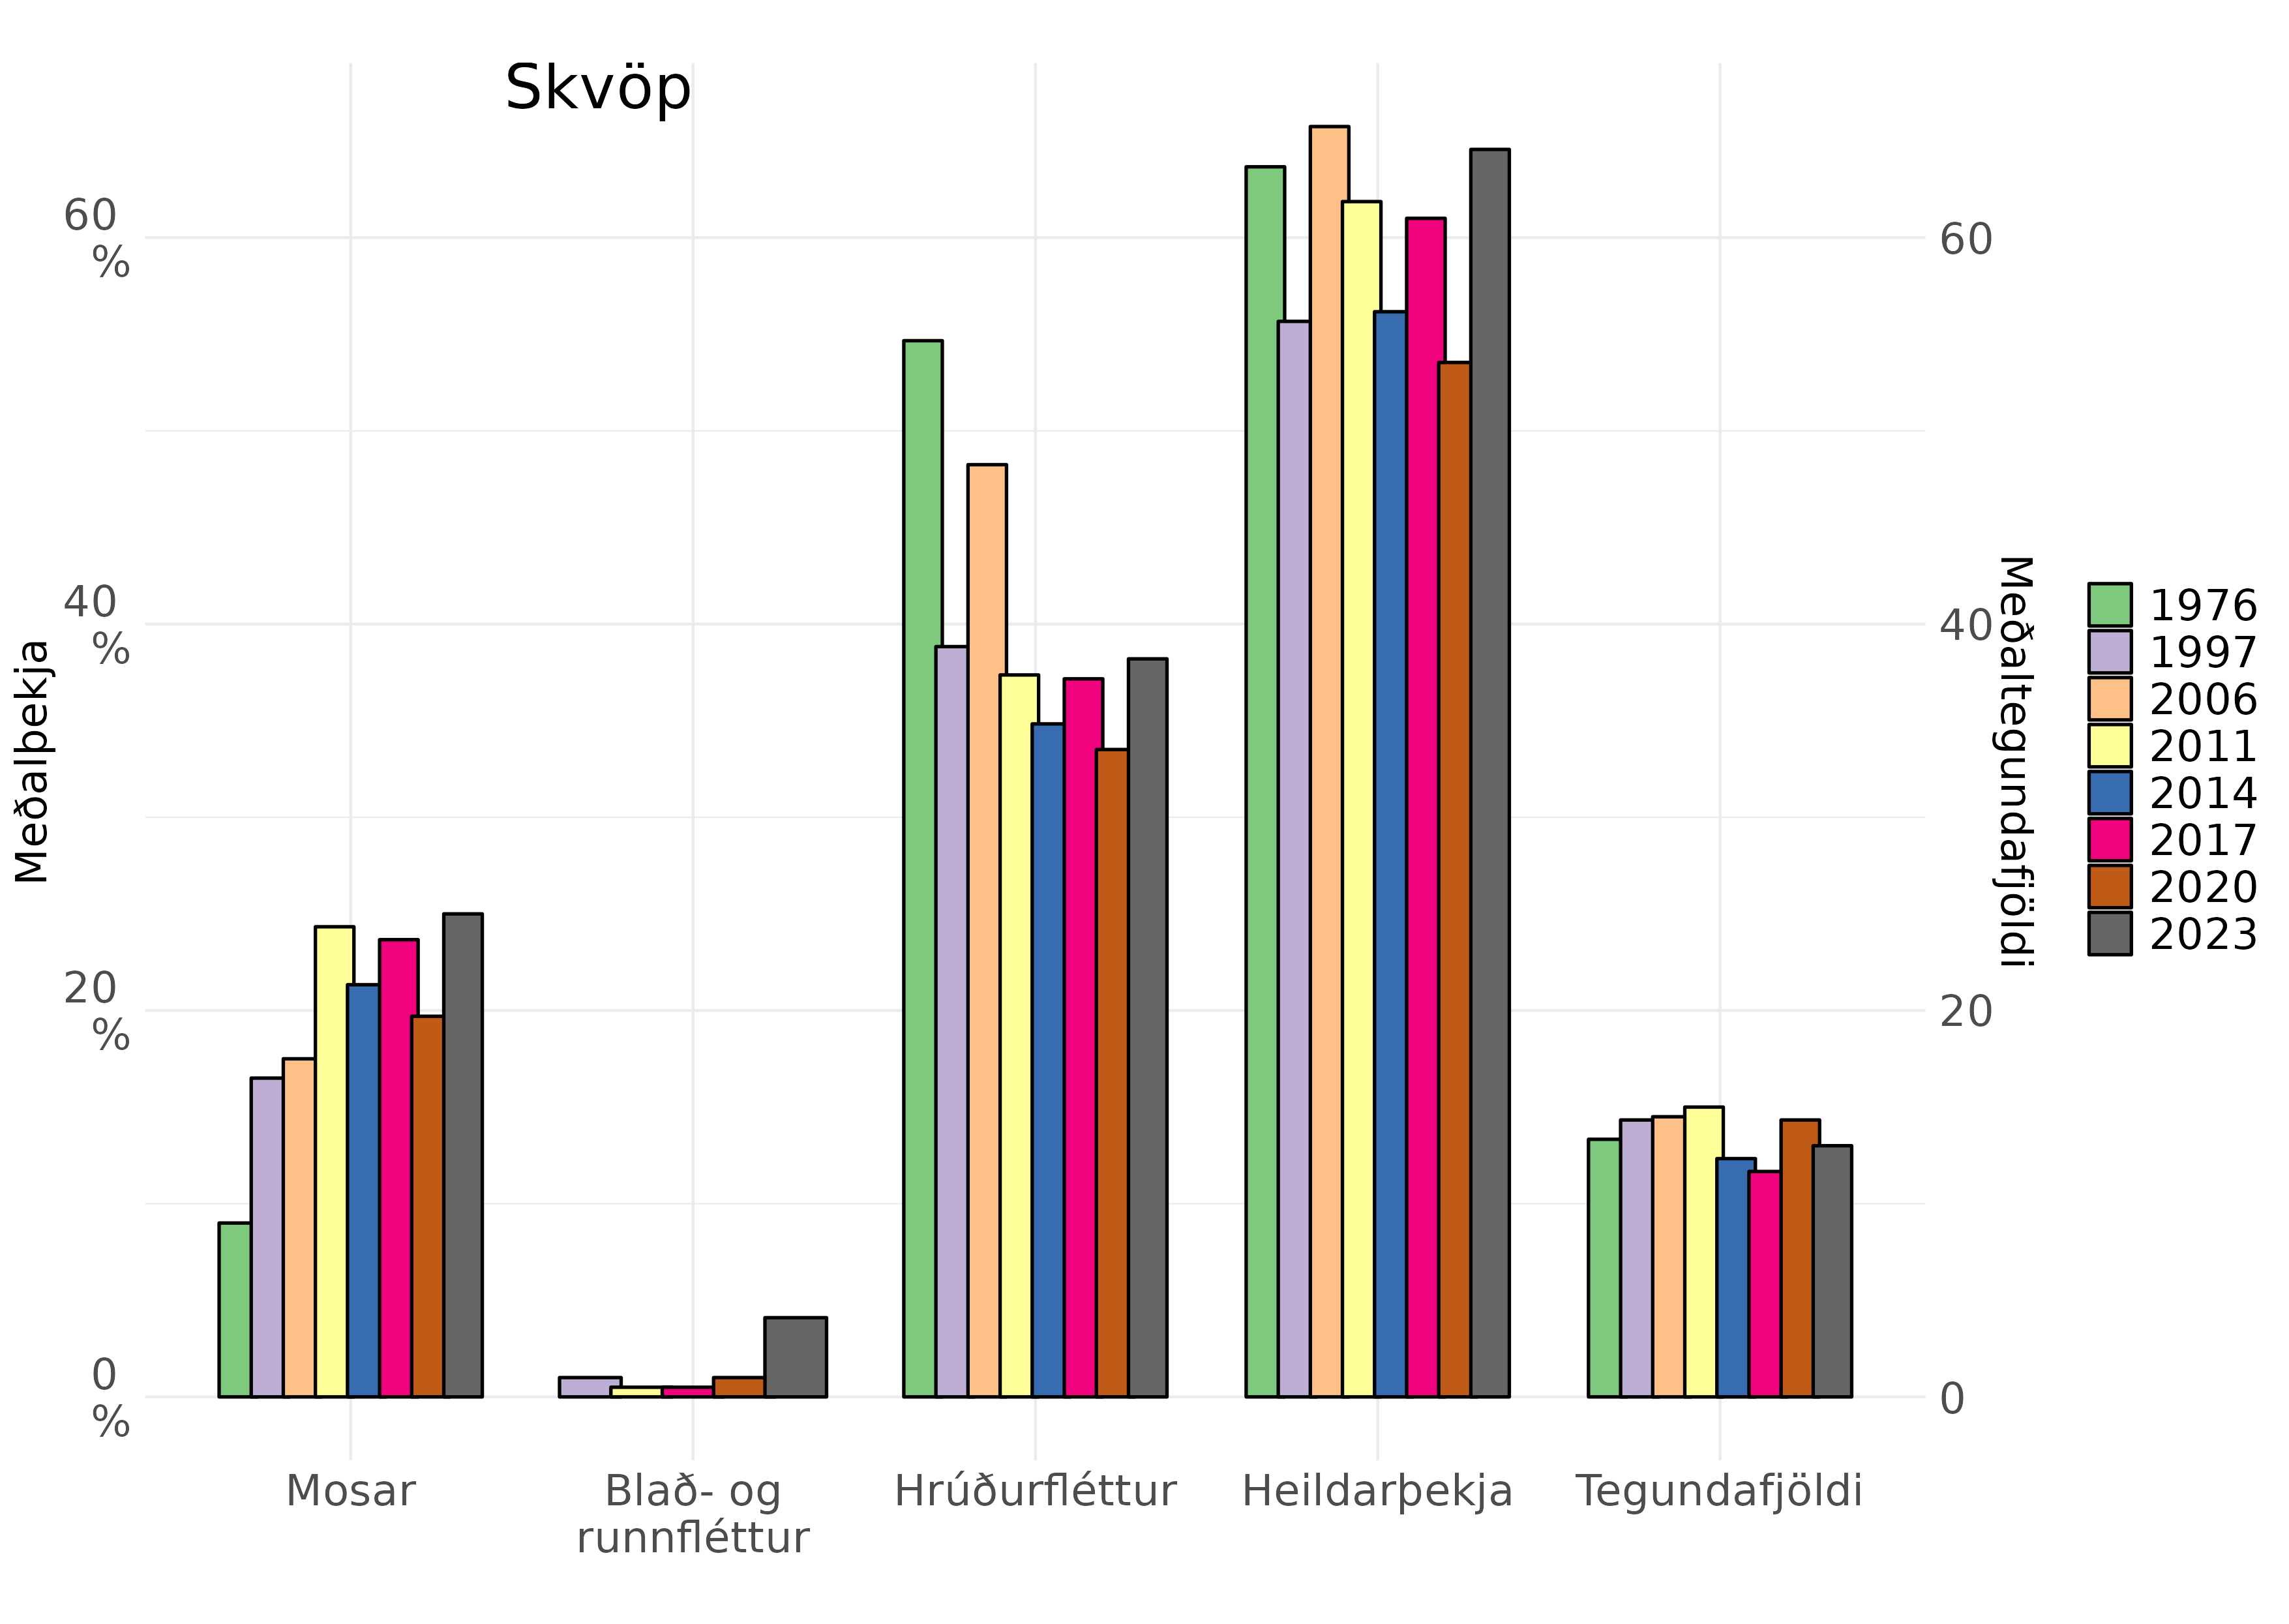 Skvöp
Meðalþekja
60
%
40
%
20
%
0
%
60
40
20
0
Meðaltegundafjöldi
1976
1997
2006
2011
2014
2017
2020
2023
Mosar
Blað- og
runnfléttur
Hrúðurfléttur
Heildarþekja
Tegundafjöldi